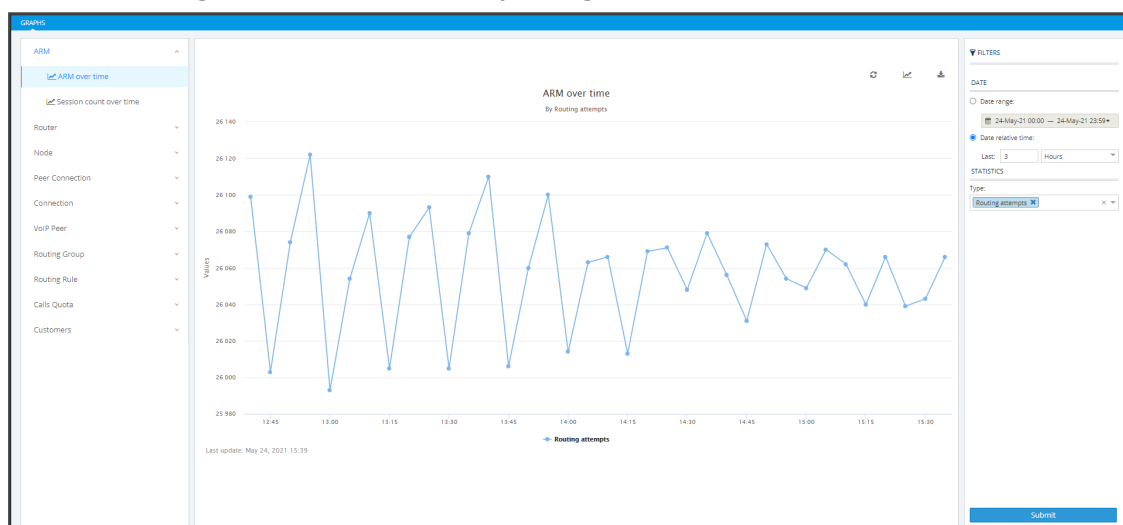 GRAPHS
ARM
ARM over time
Session count over time
Router
Node
Peer Connection
Connection
VoIP Peer
Routing Group
Routing Rule
Calls Quota
Customers
ARM over time
By Routing attempts
Values
26 140
26 120
26 100
26 080
26 060
26 040
26 020
26 000
25 980
12:45 13:00 13:15 13:30 13:45 14:00 14:15 14:30 14:45 15:00 15:15 15:30
Routing attempts
Last update: May 24, 2021 15:39
FILTERS
DATE
Date range:
24-May-21 00:00 — 24-May-21 23:59
Date relative time:
Last: 3 Hours
STATISTICS
Type:
Routing attempts
Submit